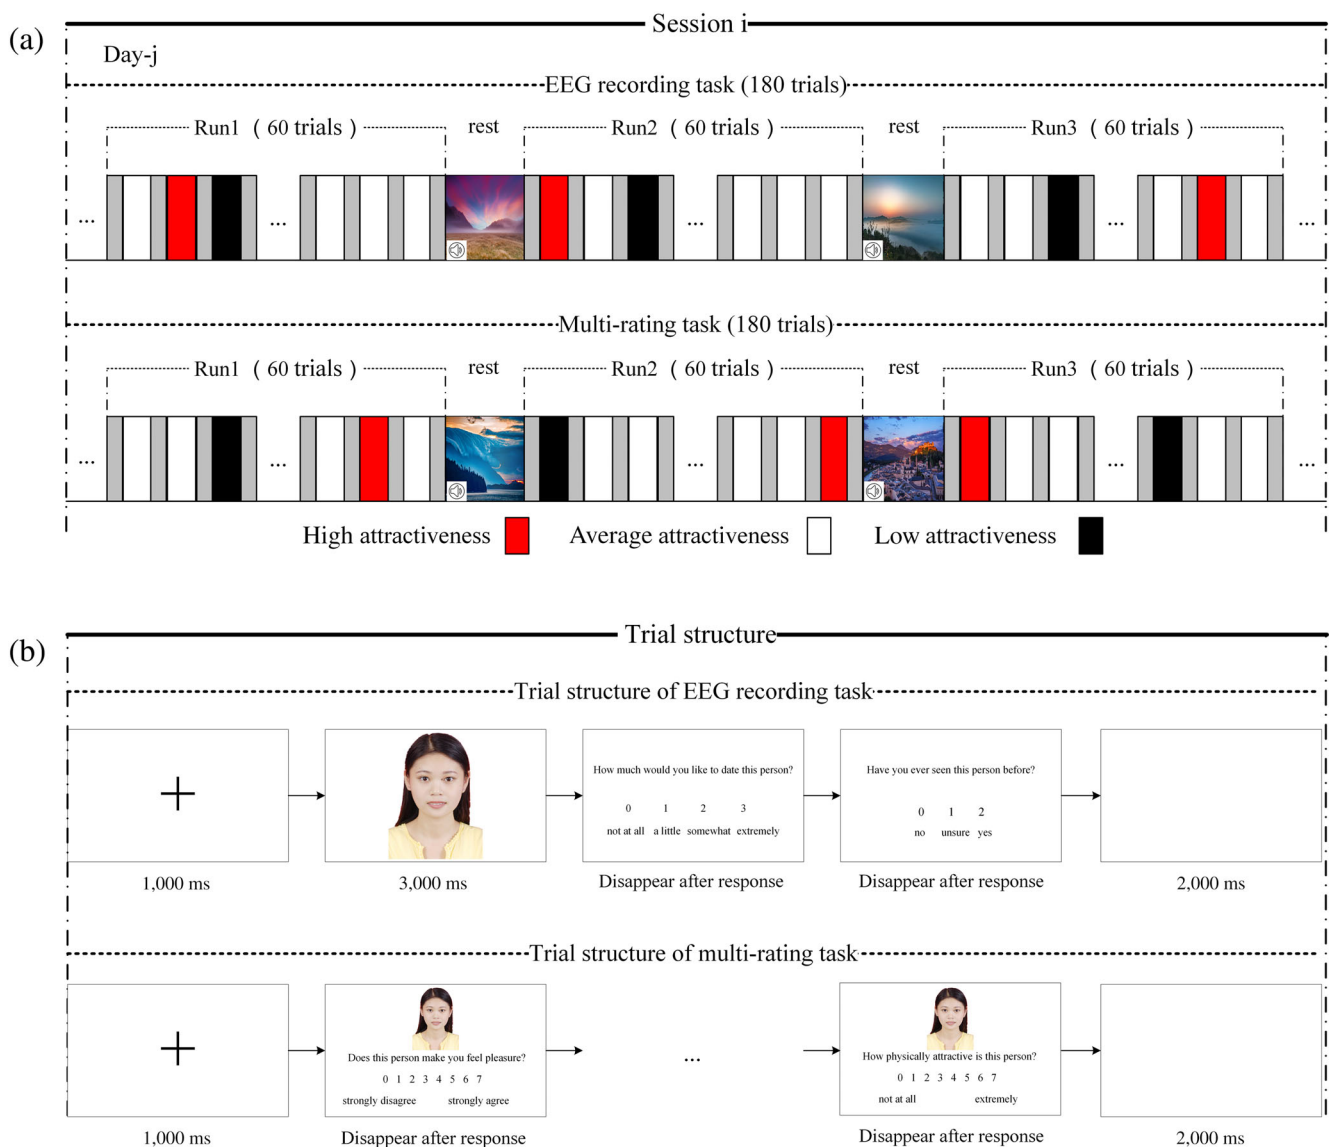 (a)
Session i
Day-j
EEG recording task (180 trials)
Run1 ( 60 trials ) rest Run2 ( 60 trials ) rest Run3 ( 60 trials )
... ... ... ... ...
Multi-rating task (180 trials)
Run1 ( 60 trials ) rest Run2 ( 60 trials ) rest Run3 ( 60 trials )
... ... ... ... ...
High attractiveness Average attractiveness Low attractiveness
(b)
Trial structure
Trial structure of EEG recording task
How much would you like to date this person?
0 1 2 3
not at all a little somewhat extremely
Have you ever seen this person before?
0 1 2
no unsure yes
1,000 ms 3,000 ms Disappear after response Disappear after response 2,000 ms
Trial structure of multi-rating task
Does this person make you feel pleasure?
0 1 2 3 4 5 6 7
strongly disagree strongly agree
...
How physically attractive is this person?
0 1 2 3 4 5 6 7
not at all extremely
1,000 ms Disappear after response Disappear after response 2,000 ms